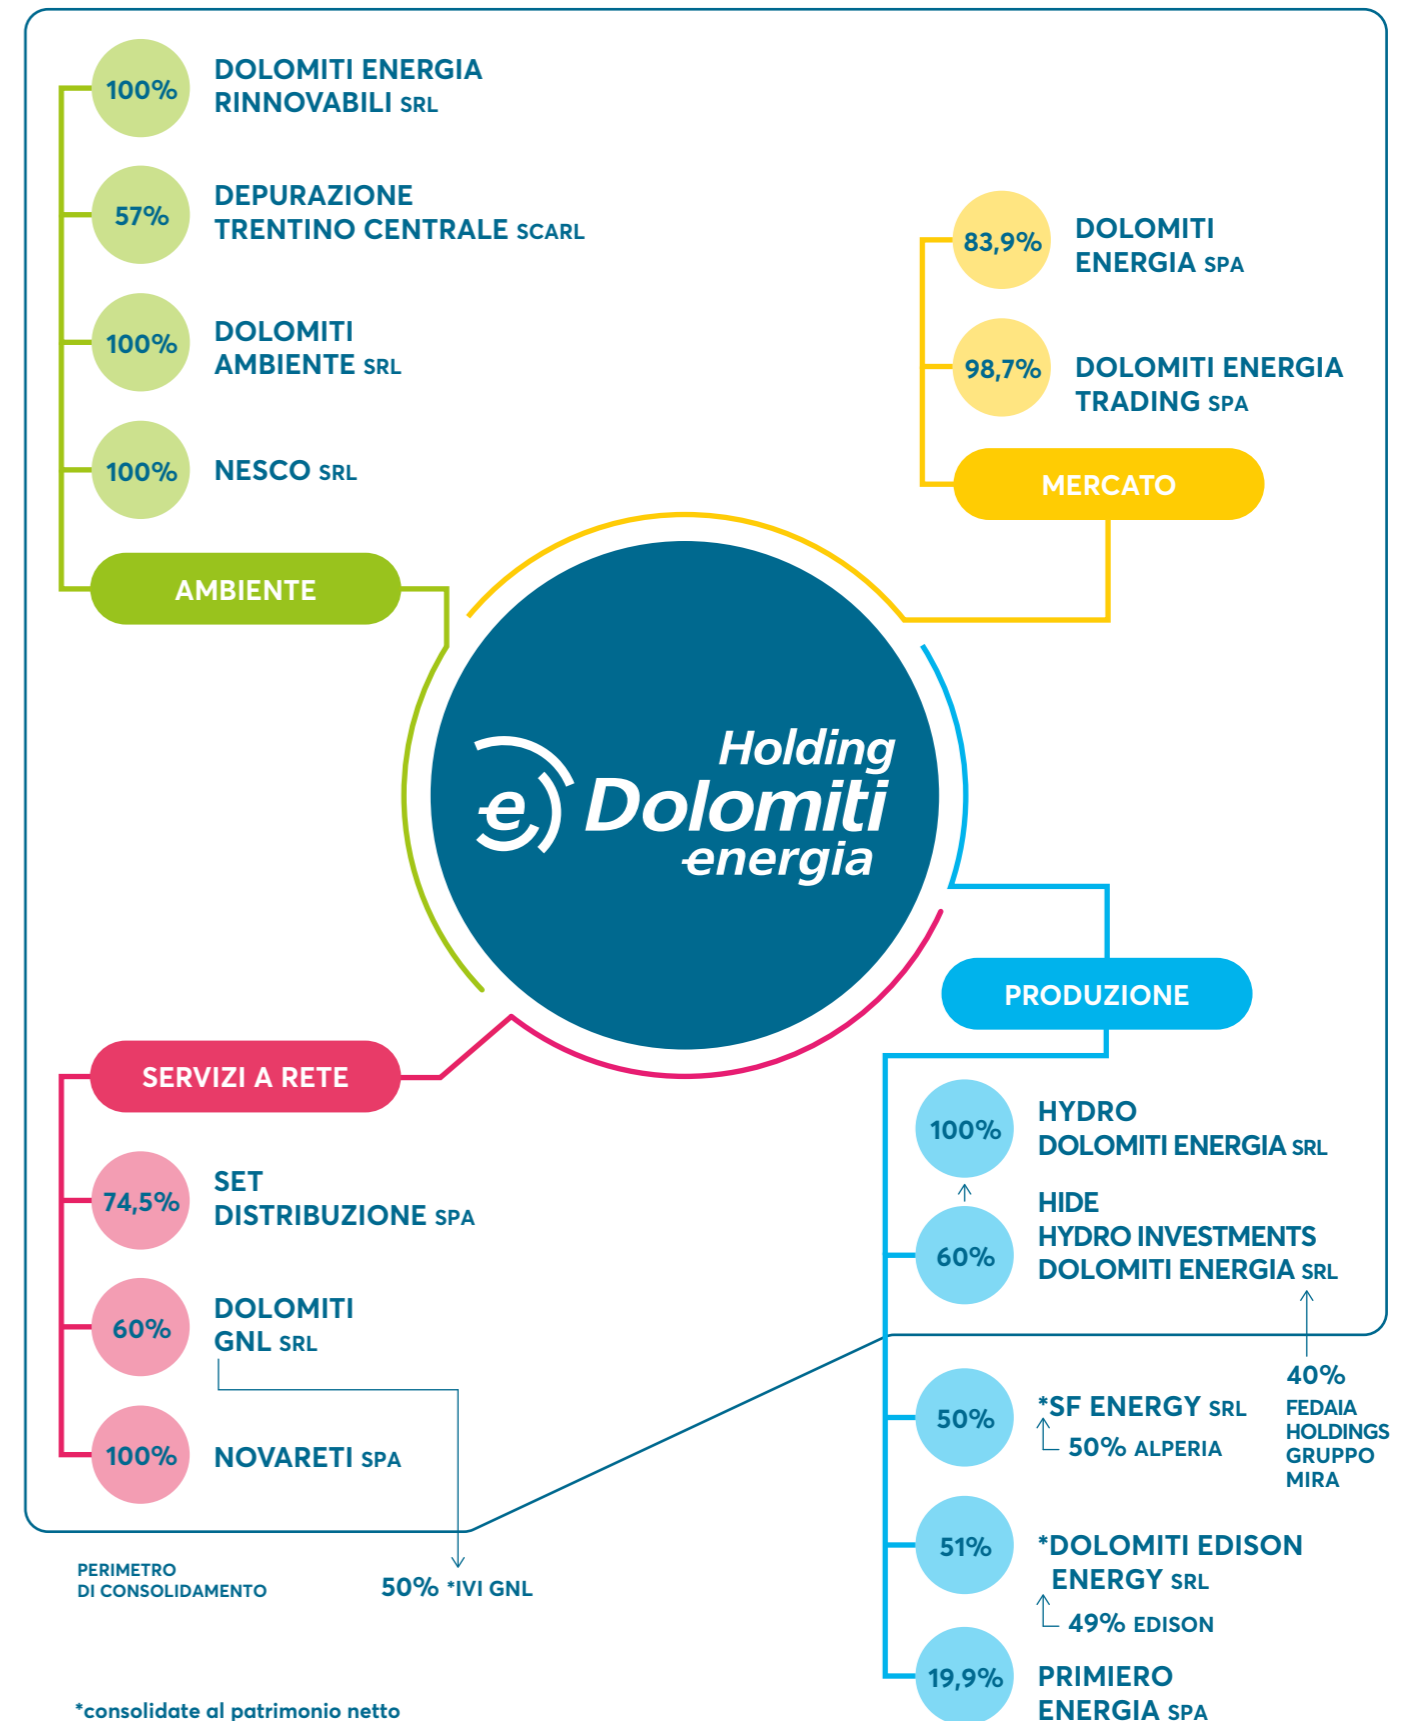 100%
DOLOMITI ENERGIA
RINNOVABILI SRL
57%
DEPURAZIONE
TRENTINO CENTRALE SCARL
100%
DOLOMITI
AMBIENTE SRL
100%
NESCO SRL
AMBIENTE
83,9%
DOLOMITI
ENERGIA SPA
98,7%
DOLOMITI ENERGIA
TRADING SPA
MERCATO
Holding
e Dolomiti
energia
SERVIZI A RETE
74,5%
SET
DISTRIBUZIONE SPA
60%
DOLOMITI
GNL SRL
100%
NOVARETI SPA
PERIMETRO
DI CONSOLIDAMENTO
50% *IVI GNL
PRODUZIONE
100%
HYDRO
DOLOMITI ENERGIA SRL
60%
HIDE
HYDRO INVESTMENTS
DOLOMITI ENERGIA SRL
40%
FEDAIA
HOLDINGS
GRUPPO
MIRA
50%
*SF ENERGY SRL
50% ALPERIA
51%
*DOLOMITI EDISON
ENERGY SRL
49% EDISON
19,9%
PRIMIERO
ENERGIA SPA
*consolidate al patrimonio netto